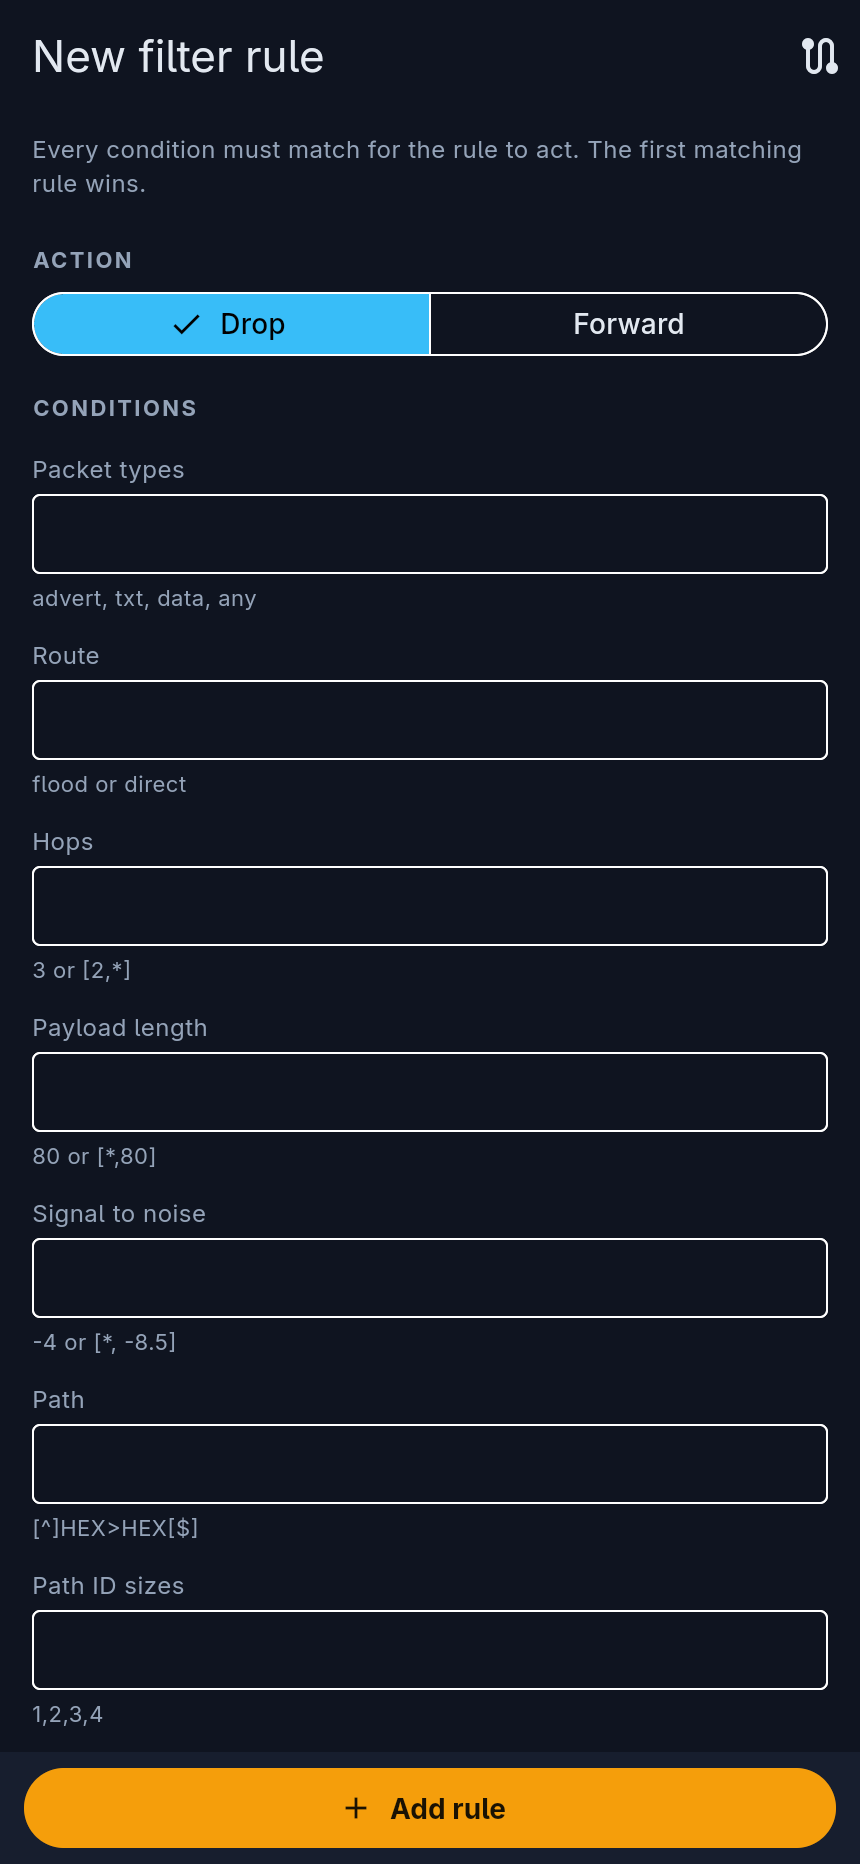 New filter rule
Every condition must match for the rule to act. The first matching
rule wins.
ACTION
Drop
Forward
CONDITIONS
Packet types
advert, txt, data, any
Route
flood or direct
Hops
3 or [2,*]
Payload length
80 or [*,80]
Signal to noise
-4 or [*, -8.5]
Path
[^]HEX>HEX[$]
Path ID sizes
1,2,3,4
Add rule